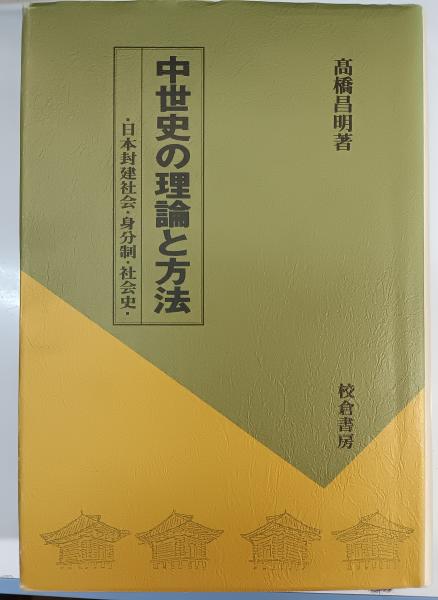 髙橋昌明著
中世史の理論と方法
・日本封建社会・身分制・社会史・
校倉書房